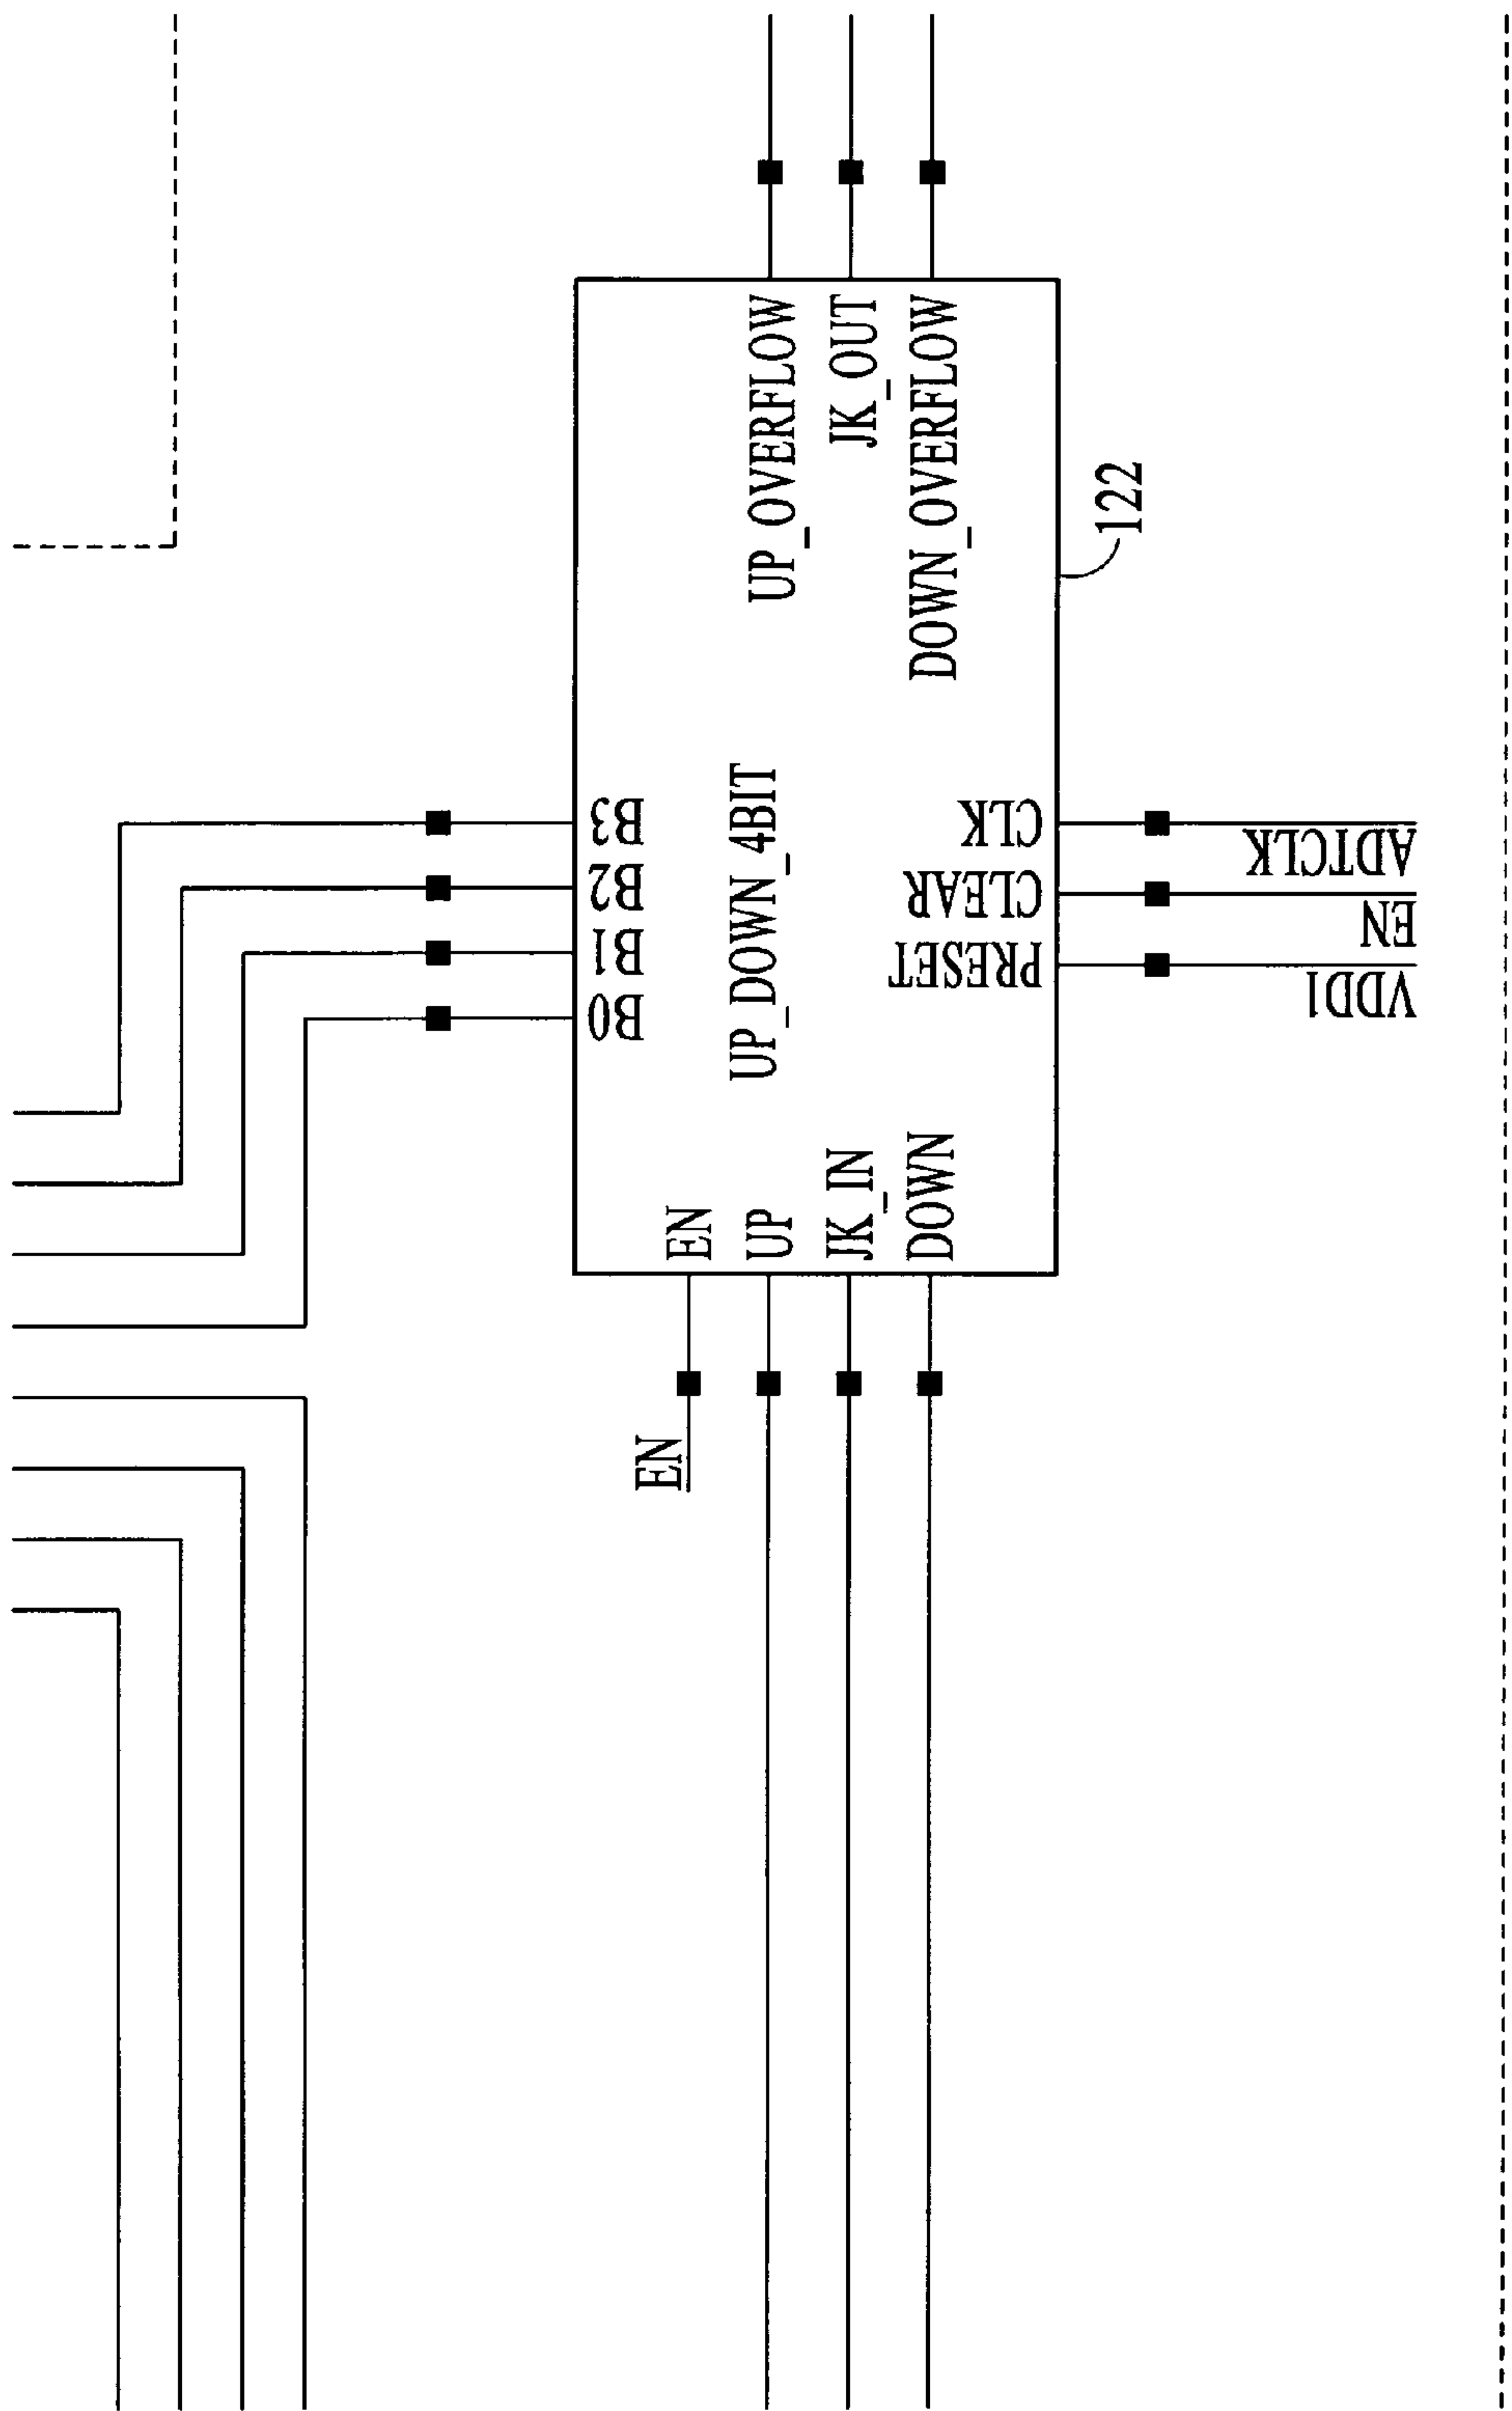 UP_OVERFLOW
JK_OUT
DOWN_OVERFLOW
122
B3
B2
B1
B0
UP_DOWN_4BIT
CLK
CLEAR
PRESET
ADTCLK
EN
VDD1
EN
UP
JK_IN
DOWN
EN